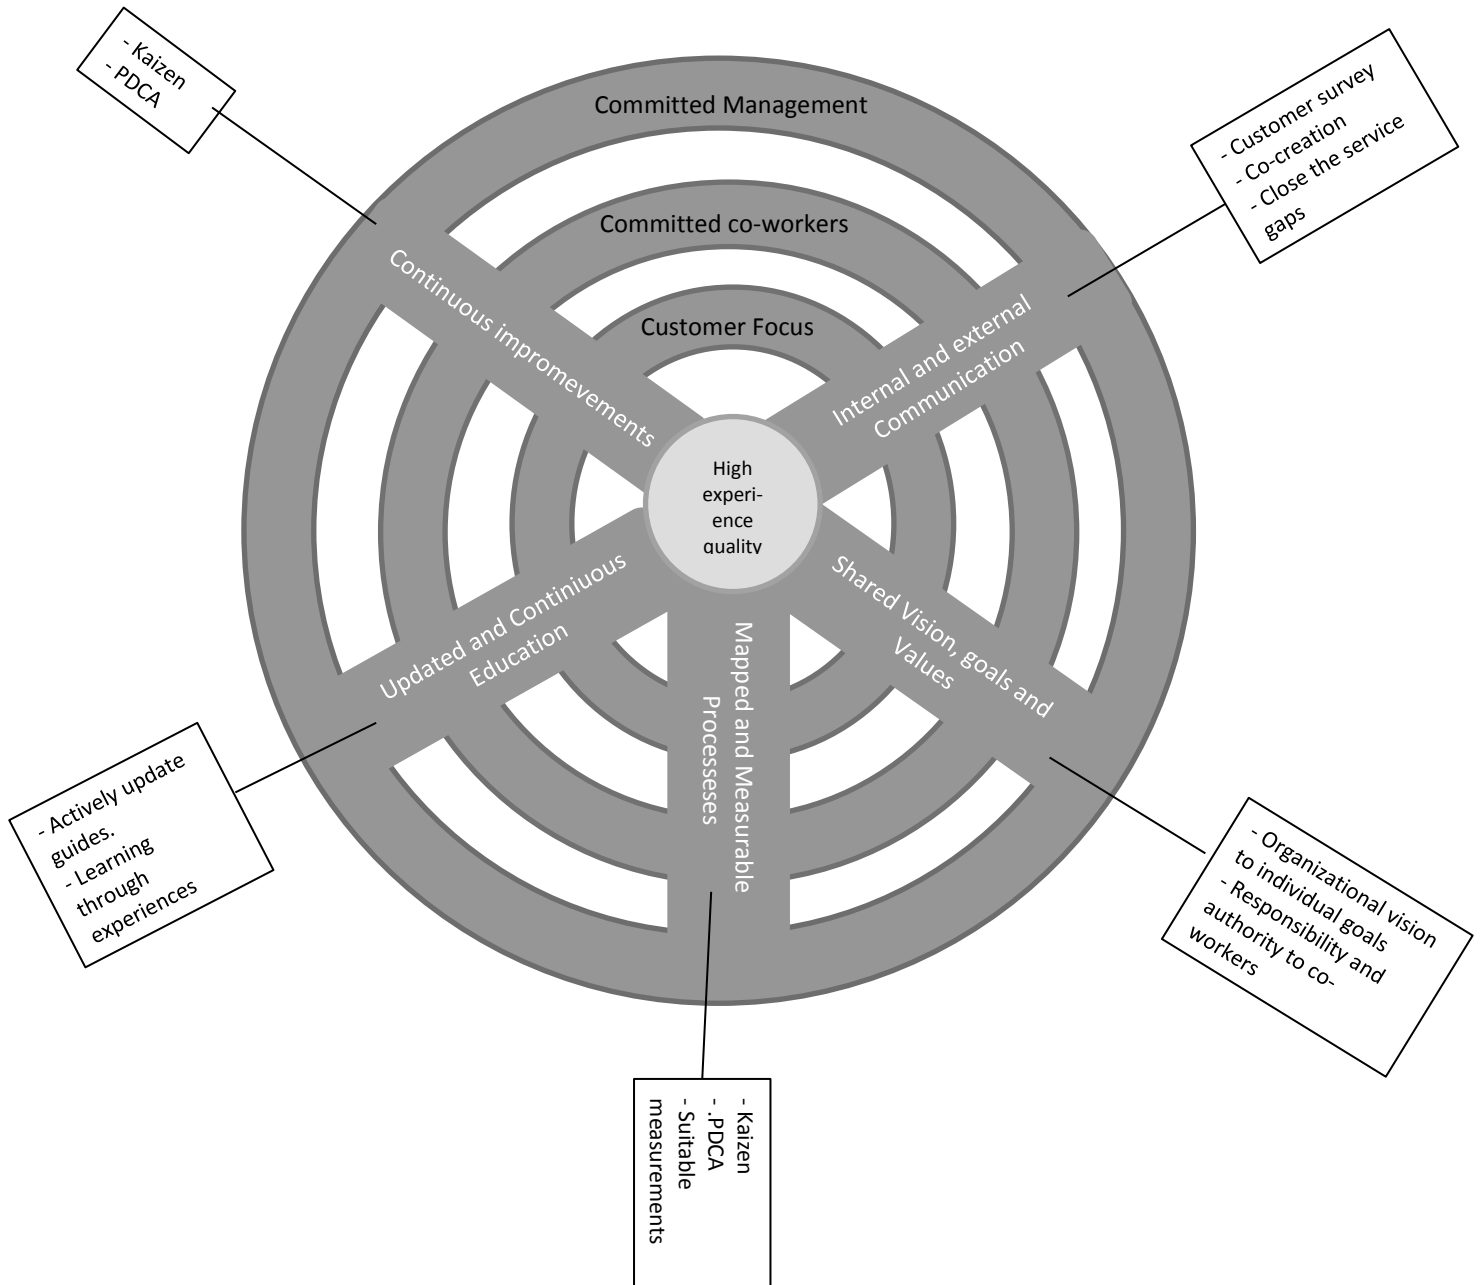 - Kaizen
- PDCA
Committed Management
- Customer survey
- Co-creation
- Close the service
gaps
Committed co-workers
Customer Focus
Continuous impromevements
Internal and external
Communication
High
experi-
ence
quality
Updated and Continiuous
Education
Shared Vision, goals and
Values
Mapped and Measurable
Processeses
- Actively update
guides.
- Learning
through
experiences
- Organizational vision
to individual goals
- Responsibility and
authority to co-
workers
- Kaizen
- .PDCA
- Suitable
measurements